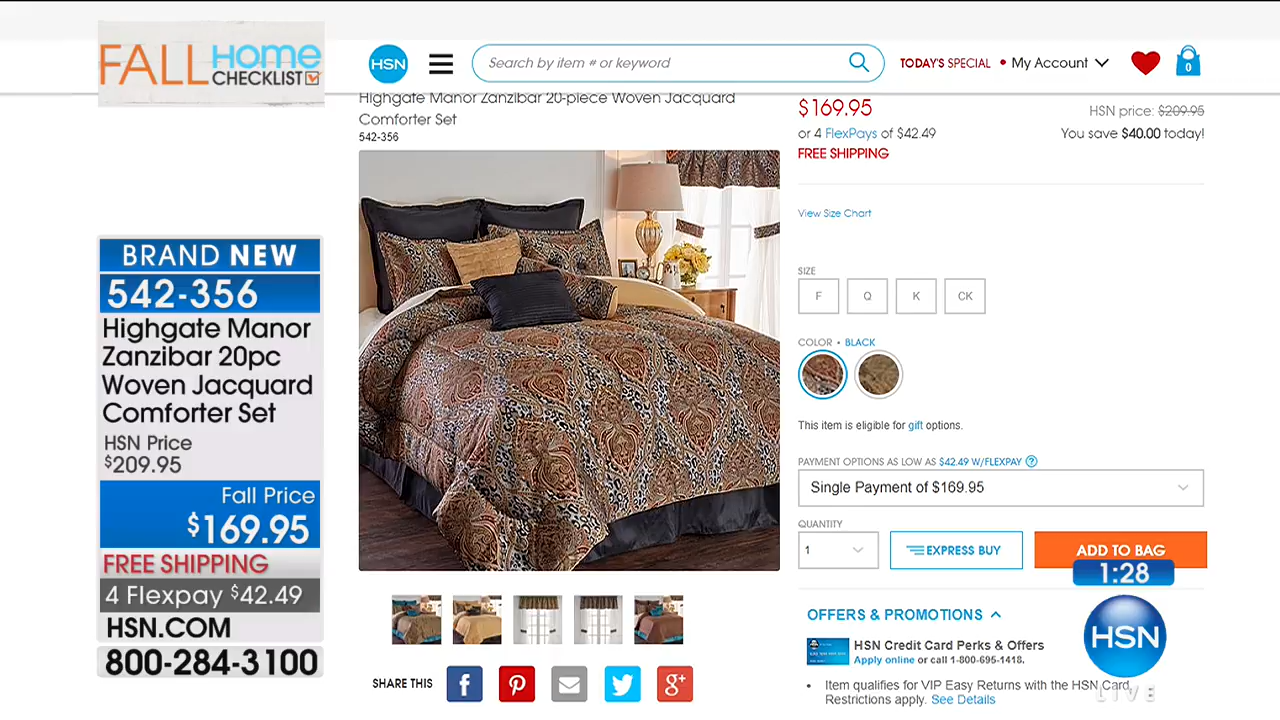 FALL Home
CHECKLIST
HSN
Search by item # or keyword
TODAY'S SPECIAL • My Account
0
Highgate Manor Zanzibar 20-piece Woven Jacquard
Comforter Set
542-356
$169.95
HSN price: $209.95
or 4 FlexPays of $42.49
You save $40.00 today!
FREE SHIPPING
View Size Chart
SIZE
F
Q
K
CK
COLOR • BLACK
This item is eligible for gift options.
PAYMENT OPTIONS AS LOW AS $42.49 W/FLEXPAY ?
Single Payment of $169.95
QUANTITY
1
EXPRESS BUY
ADD TO BAG
1:28
OFFERS & PROMOTIONS
HSN Credit Card Perks & Offers
Apply online or call 1-800-695-1418.
• Item qualifies for VIP Easy Returns with the HSN Card.
Restrictions apply. See Details
HSN
LIVE
BRAND NEW
542-356
Highgate Manor
Zanzibar 20pc
Woven Jacquard
Comforter Set
HSN Price
$209.95
Fall Price
$169.95
FREE SHIPPING
4 Flexpay $42.49
HSN.COM
800-284-3100
SHARE THIS